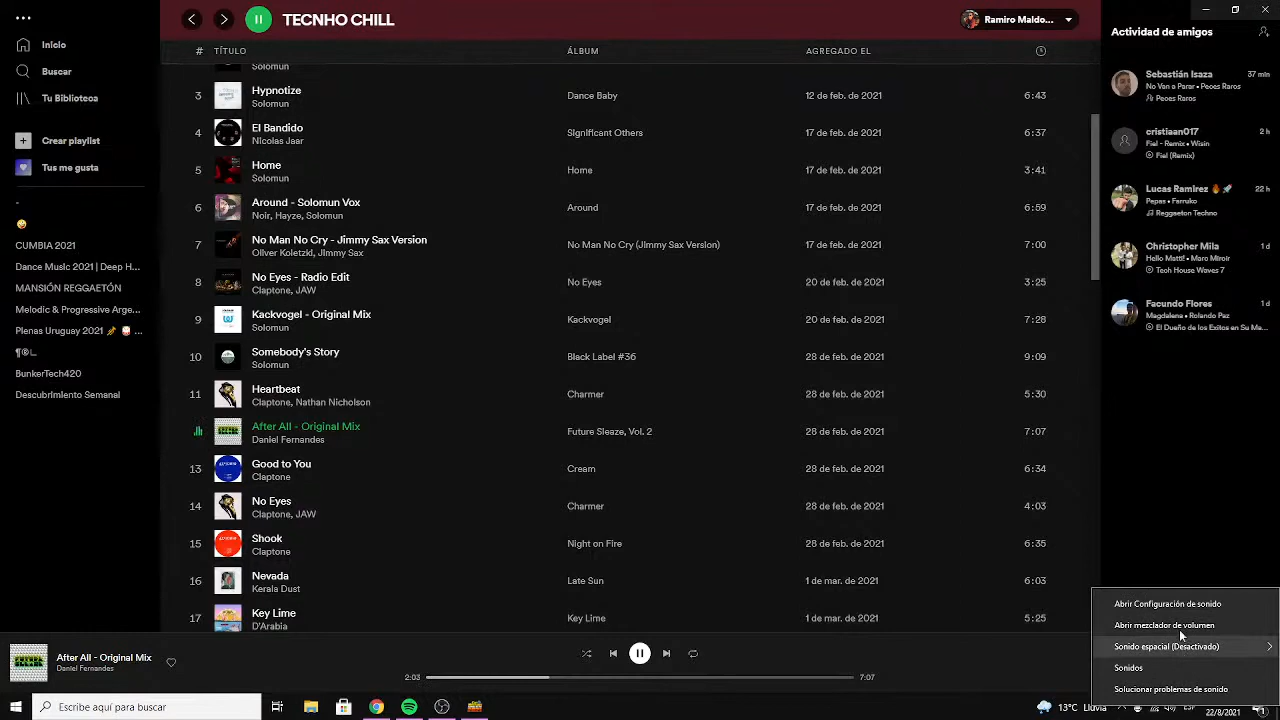 TECNHO CHILL
Ramiro Maldo...
Inicio
Buscar
Tu Biblioteca
Crear playlist
Tus me gusta
-
CUMBIA 2021
Dance Music 2021 | Deep H...
MANSIÓN REGGAETÓN
Melodic & Progractive Arge...
Plenas Uruguay 2021
BunkerTech420
Descubrimiento Semanal
# TÍTULO ÁLBUM AGREGADO EL
Solomun
3 Hypnotize Dance Baby 12 de feb. de 2021 6:43
Solomun
4 El Bandido Significant Others 17 de feb. de 2021 6:37
Nicolas Jaar
5 Home Home 17 de feb. de 2021 3:41
Solomun
6 Around - Solomun Vox Around 17 de feb. de 2021 6:59
Noir, Hayze, Solomun
7 No Man No Cry - Jimmy Sax Version No Man No Cry (Jimmy Sax Version) 17 de feb. de 2021 7:00
Oliver Koletzki, Jimmy Sax
8 No Eyes - Radio Edit No Eyes 20 de feb. de 2021 3:25
Claptone, JAW
9 Kackvogel - Original Mix Kackvogel 20 de feb. de 2021 7:28
Solomun
10 Somebody's Story Black Label #36 28 de feb. de 2021 9:09
Solomun
11 Heartbeat Charmer 28 de feb. de 2021 5:30
Claptone, Nathan Nicholson
After All - Original Mix Future Sleaze, Vol. 2 28 de feb. de 2021 7:07
Daniel Fernandes
13 Good to You Cream 28 de feb. de 2021 6:34
Claptone
14 No Eyes Charmer 28 de feb. de 2021 4:03
Claptone, JAW
15 Shook Night on Fire 28 de feb. de 2021 6:35
Claptone
16 Nevada Late Sun 1 de mar. de 2021 6:03
Kerala Dust
17 Key Lime Key Lime 1 de mar. de 2021 5:25
D'Arabia
Actividad de amigos
Sebastián Isaza 37 min
No Van a Parar • Peces Raros
Peces Raros
cristiaan017 2 h
Fiel - Remix • Wisin
Fiel (Remix)
Lucas Ramírez 22 h
Pepas • Farruko
Reggaeton Techno
Christopher Mila 1 d
Hello Matti! • Marc Miroir
Tech House Waves 7
Facundo Flores 1 d
Magdalena • Rolando Paz
El Dueño de los Exitos en Su Ma...
Abrir Configuración de sonido
Abrir mezclador de volumen
Sonido espacial (Desactivado)
Sonidos
Solucionar problemas de sonido
After All - Original Mix
Daniel Fernandes
2:03 7:07
Escribe aquí para buscar
13°C Lluvia
22/8/2021